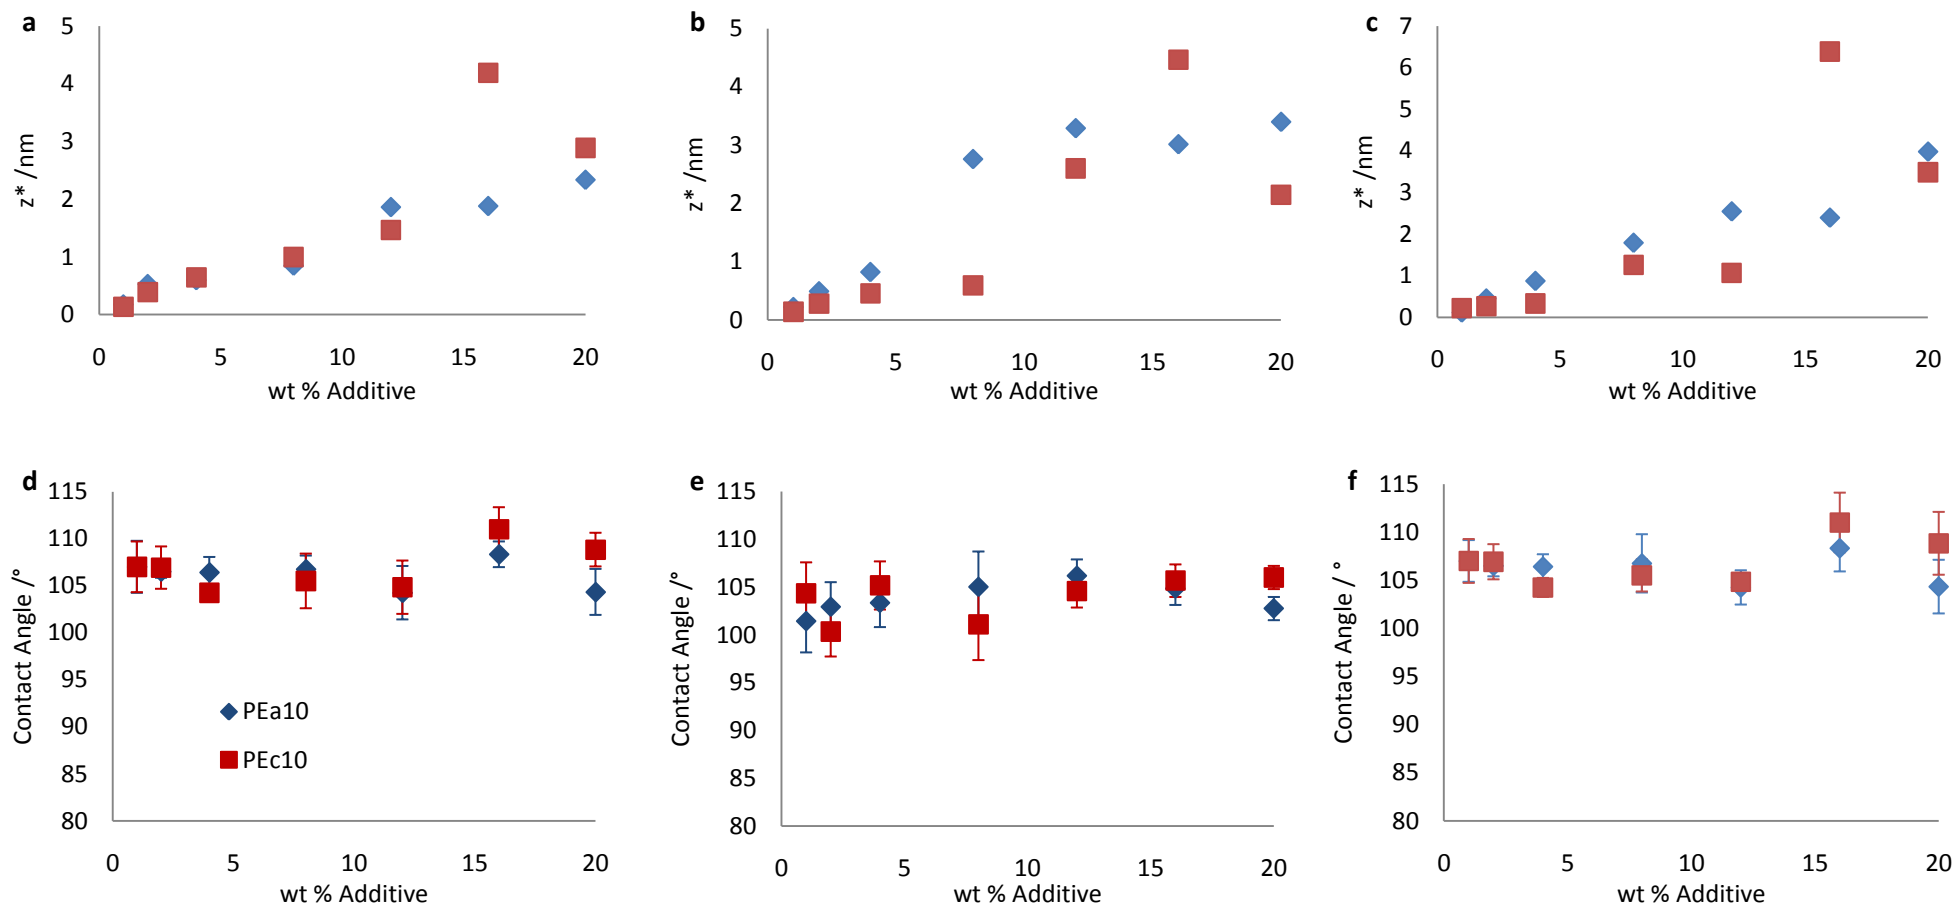 a
5
4
3
2
1
0
z* /nm
0 5 10 15 20
wt % Additive
b
5
4
3
2
1
0
z* /nm
0 5 10 15 20
wt % Additive
c
7
6
5
4
3
2
1
0
z* /nm
0 5 10 15 20
wt % Additive
d
115
110
105
100
95
90
85
80
Contact Angle /°
PEa10
PEc10
0 5 10 15 20
wt % Additive
e
115
110
105
100
95
90
85
80
Contact Angle /°
0 5 10 15 20
wt % Additive
f
115
110
105
100
95
90
85
80
Contact Angle / °
0 5 10 15 20
wt % Additive